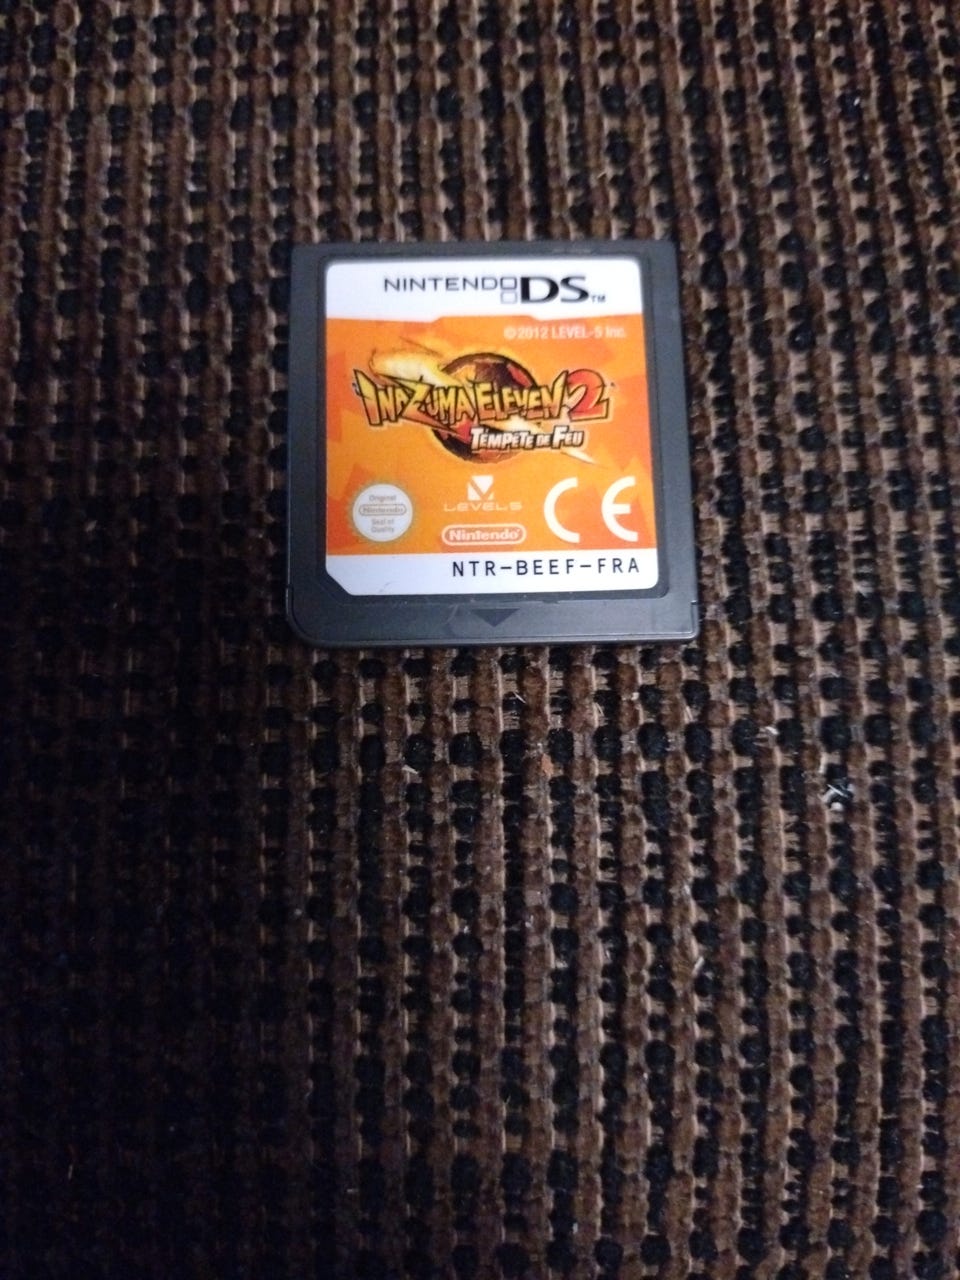 NINTENDO DS™
©2012 LEVEL-5 Inc.
INAZUMA ELEVEN 2
TEMPÊTE DE FEU
Original
Nintendo
Seal of
Quality
LEVEL5
Nintendo
CE
NTR-BEEF-FRA